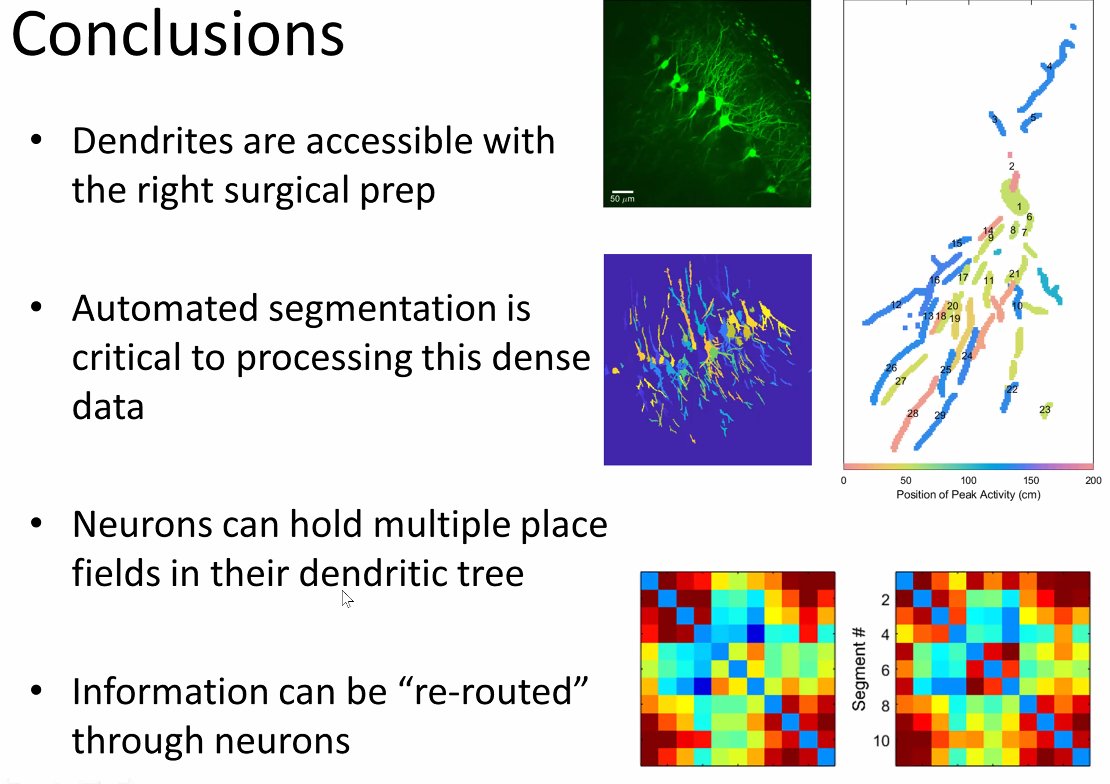 Conclusions
• Dendrites are accessible with
the right surgical prep
• Automated segmentation is
critical to processing this dense
data
• Neurons can hold multiple place
fields in their dendritic tree
• Information can be “re-routed”
through neurons
50 μm
4
3
5
2
1
6
14
8
7
9
15
21
16
17
11
12
20
10
13
18
19
24
26
25
27
22
28
29
23
0 50 100 150 200
Position of Peak Activity (cm)
Segment #
2
4
6
8
10